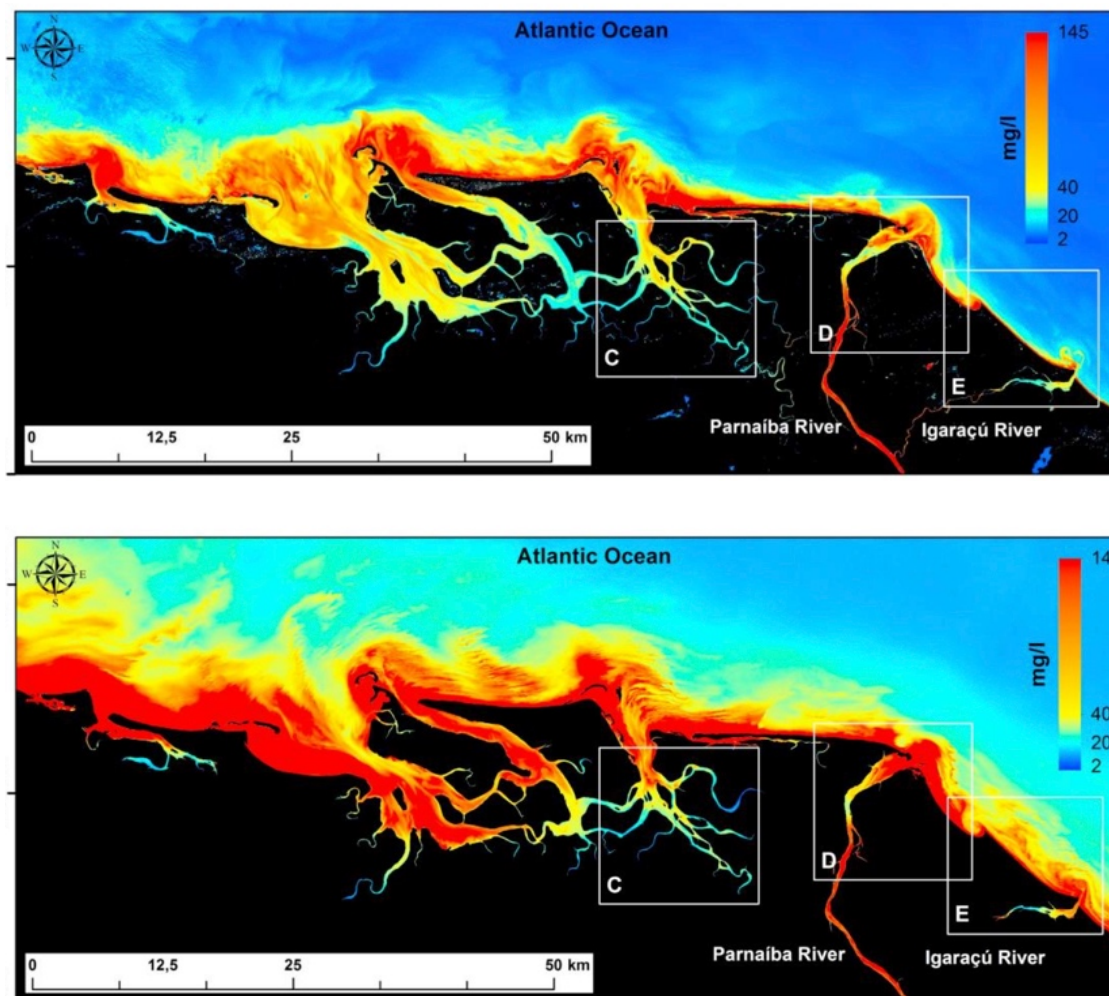 Atlantic Ocean
N
W E
S
145
mg/l
40
20
2
C
D
E
Parnaíba River
Igaraçú River
0 12,5 25 50 km
Atlantic Ocean
N
W E
S
14
mg/l
40
20
2
C
D
E
Parnaíba River
Igaraçú River
0 12,5 25 50 km